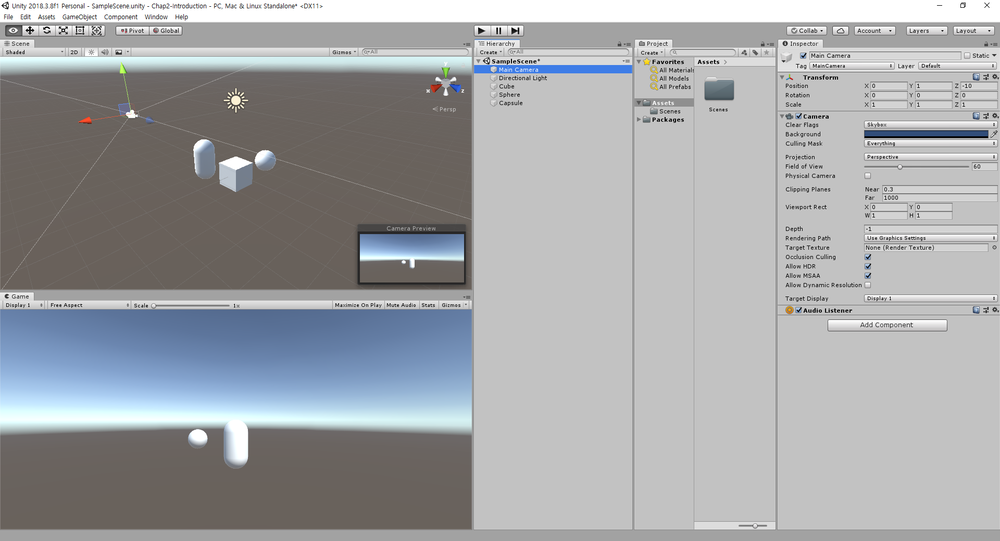 Unity 2018.3.8f1 Personal - SampleScene.unity - Chap2-Introduction - PC, Mac & Linux Standalone* <DX11>
File Edit Assets GameObject Component Window Help
Pivot Global Collab Account Layers Layout
Scene
Shaded 2D Gizmos All
y
x z
Persp
Camera Preview
Game
Display 1 Free Aspect Scale 1x Maximize On Play Mute Audio Stats Gizmos
Hierarchy
Create All
SampleScene*
Main Camera
Directional Light
Cube
Sphere
Capsule
Project
Create
Favorites
All Materials
All Models
All Prefabs
Assets
Scenes
Packages
Assets
Scenes
Inspector
Main Camera Static
Tag MainCamera Layer Default
Transform
Position X 0 Y 1 Z -10
Rotation X 0 Y 0 Z 0
Scale X 1 Y 1 Z 1
Camera
Clear Flags Skybox
Background
Culling Mask Everything
Projection Perspective
Field of View 60
Physical Camera
Clipping Planes Near 0.3
Far 1000
Viewport Rect X 0 Y 0
W 1 H 1
Depth -1
Rendering Path Use Graphics Settings
Target Texture None (Render Texture)
Occlusion Culling
Allow HDR
Allow MSAA
Allow Dynamic Resolution
Target Display Display 1
Audio Listener
Add Component